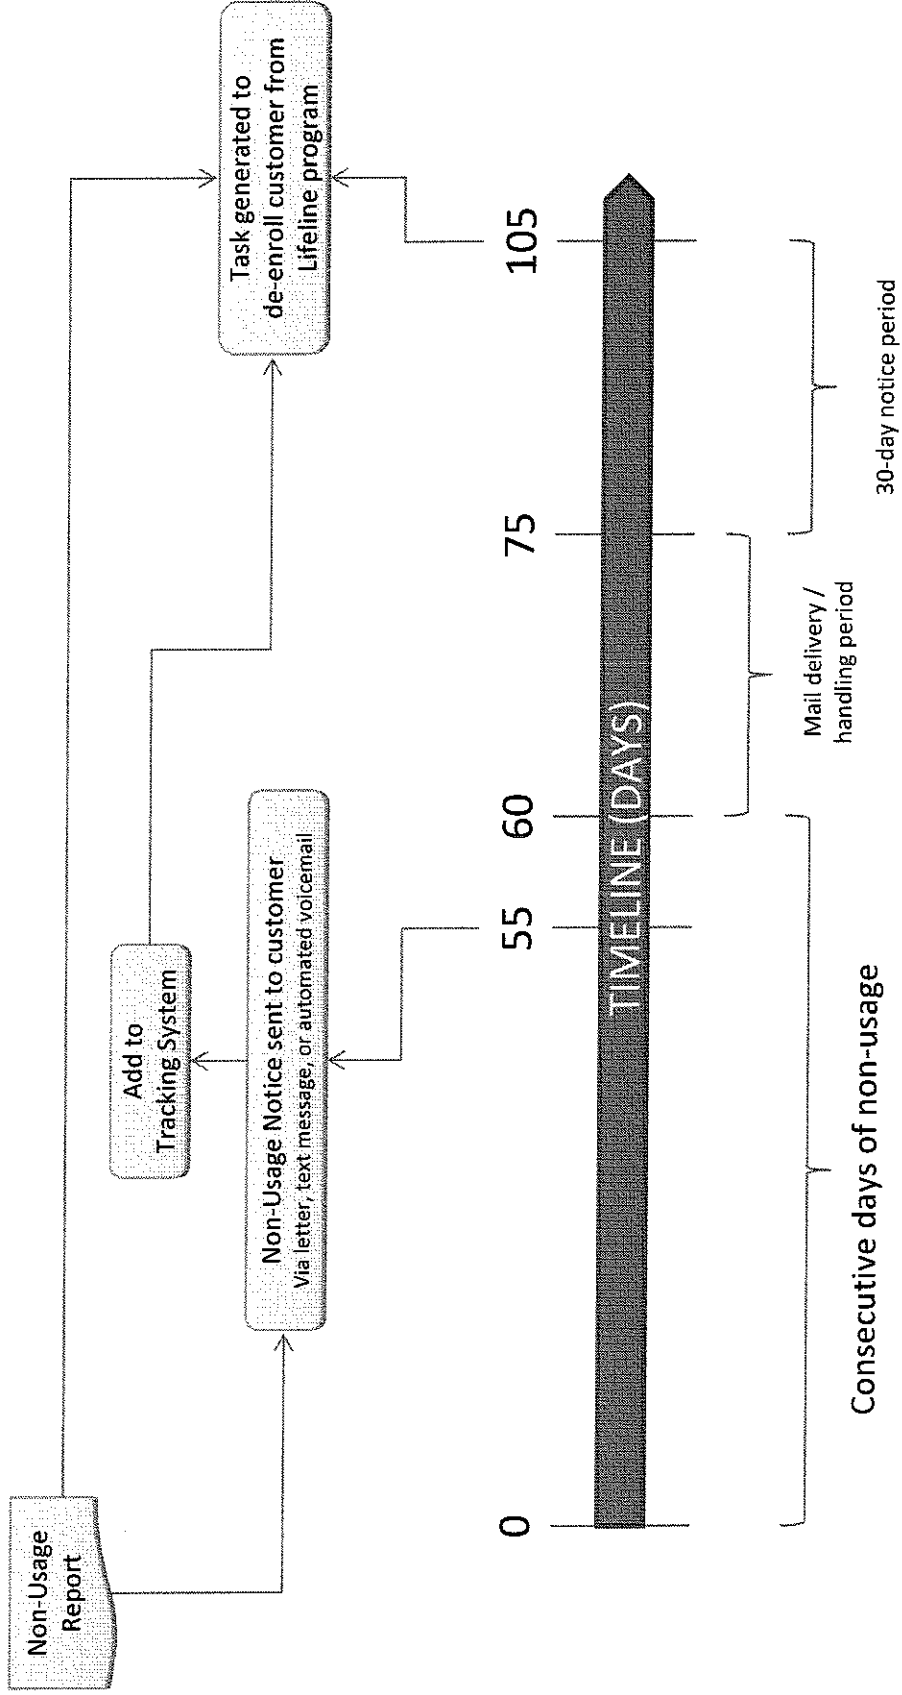 Non-Usage
Report
Add to
Tracking System
Non-Usage Notice sent to customer
Via letter, text message, or automated voicemail
Task generated to
de-enroll customer from
Lifeline program
0
55
60
75
105
TIMELINE (DAYS)
Consecutive days of non-usage
Mail delivery /
handling period
30-day notice period